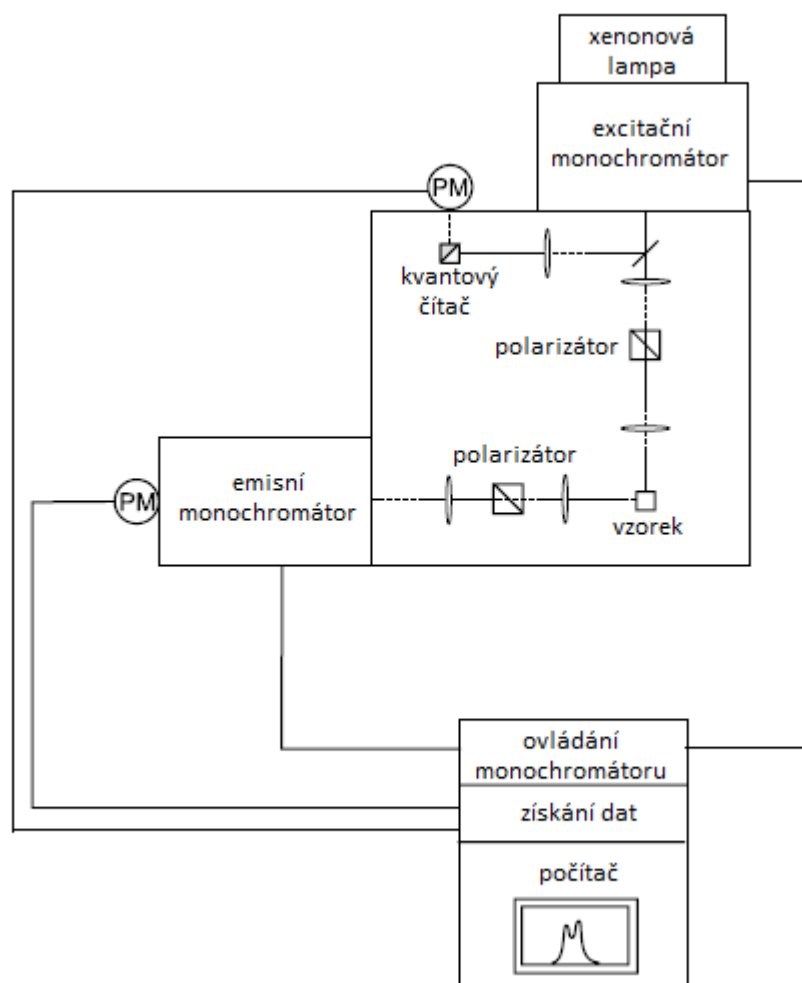 xenonová
lampa
excitační
monochromátor
PM
kvantový
čítač
polarizátor
polarizátor
emisní
monochromátor
PM
vzorek
ovládání
monochromátoru
získání dat
počítač